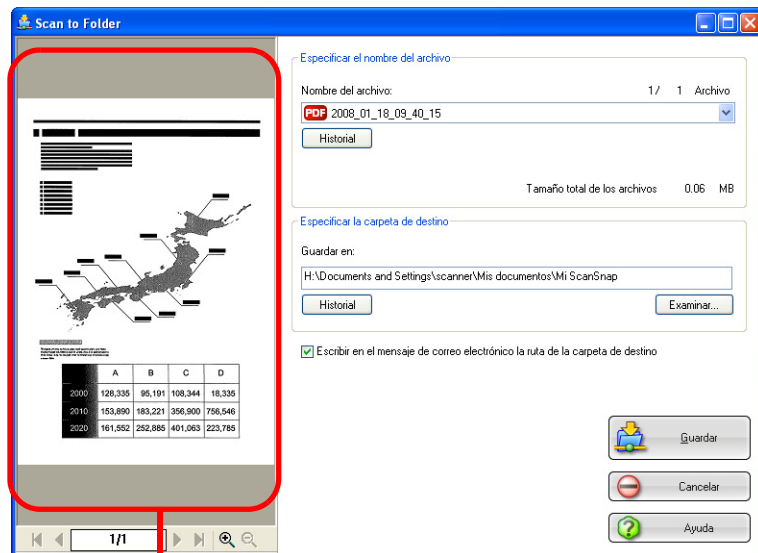 Scan to Folder
Especificar el nombre del archivo
Nombre del archivo:
1/ 1 Archivo
PDF 2008_01_18_09_40_15
Historial
Tamaño total de los archivos 0.06 MB
Especificar la carpeta de destino
Guardar en:
H:\Documents and Settings\scanner\Mis documentos\Mi ScanSnap
Historial
Examinar...
Escribir en el mensaje de correo electrónico la ruta de la carpeta de destino
A B C D
2000 128,335 95,191 108,344 18,335
2010 153,890 183,221 356,900 756,546
2020 161,552 252,885 401,063 223,785
Guardar
Cancelar
Ayuda
1/1